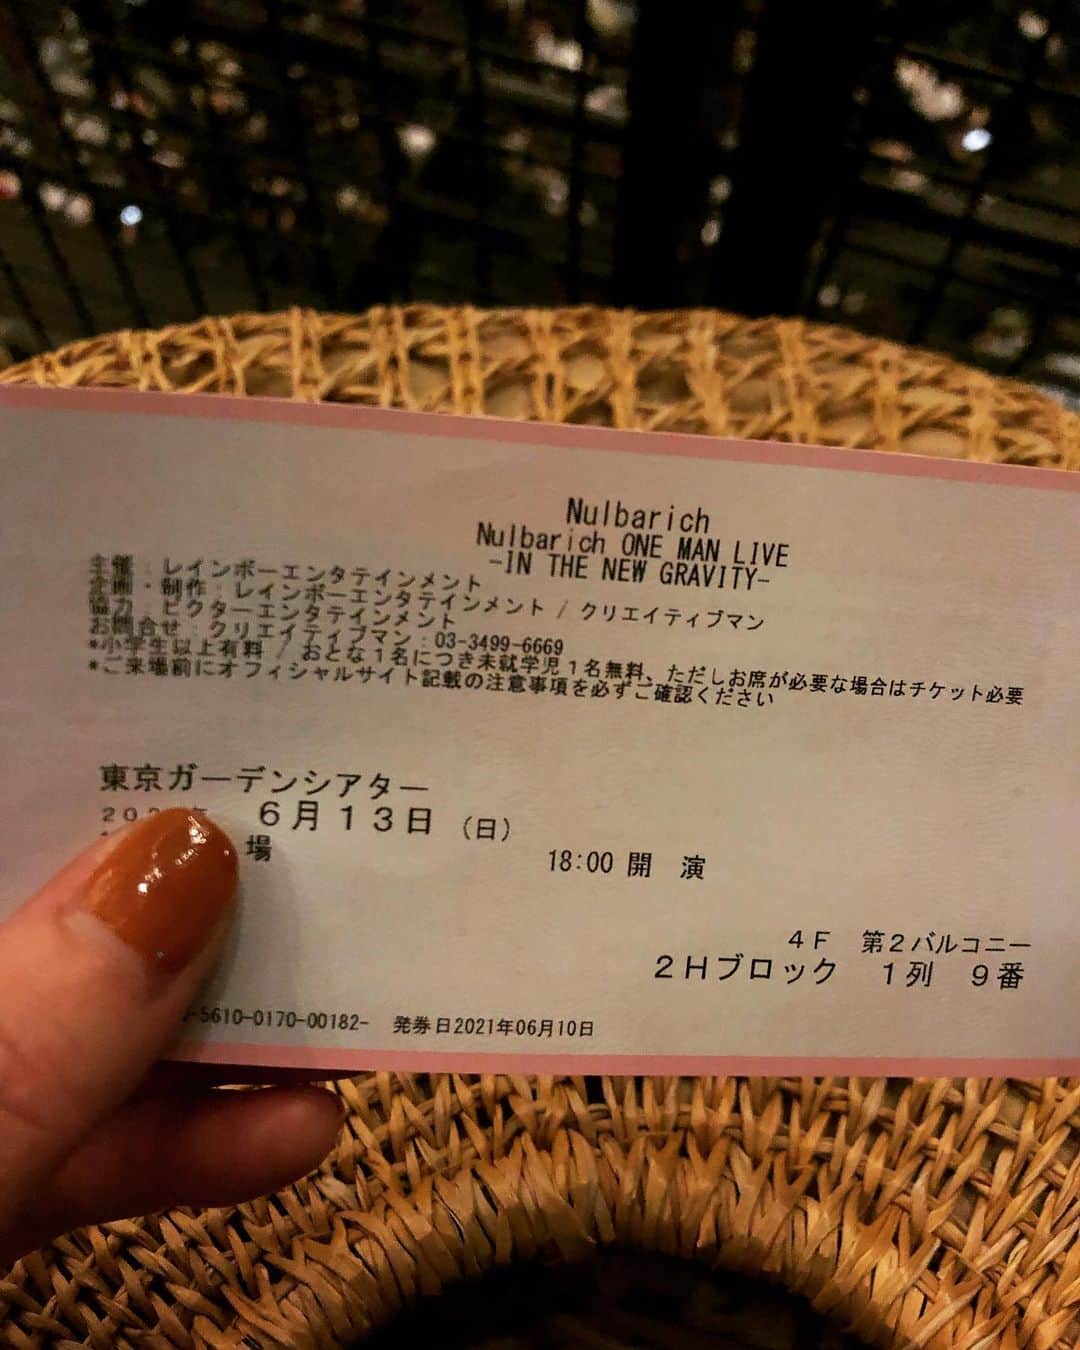 Nulbarich
Nulbarich ONE MAN LIVE
-IN THE NEW GRAVITY-
主催：レインボーエンタテインメント
企画・制作：レインボーエンタテインメント / クリエイティブマン
協力：ビクターエンタテインメント
お問合せ：クリエイティブマン：03-3499-6669
*小学生以上有料 / おとな１名につき未就学児１名無料、ただしお席が必要な場合はチケット必要
*ご来場前にオフィシャルサイト記載の注意事項を必ずご確認ください
東京ガーデンシアター
６月１３日（日）
場 18:00 開 演
４Ｆ 第２バルコニー
２Ｈブロック １列 ９番
-5610-0170-00182- 発券日2021年06月10日